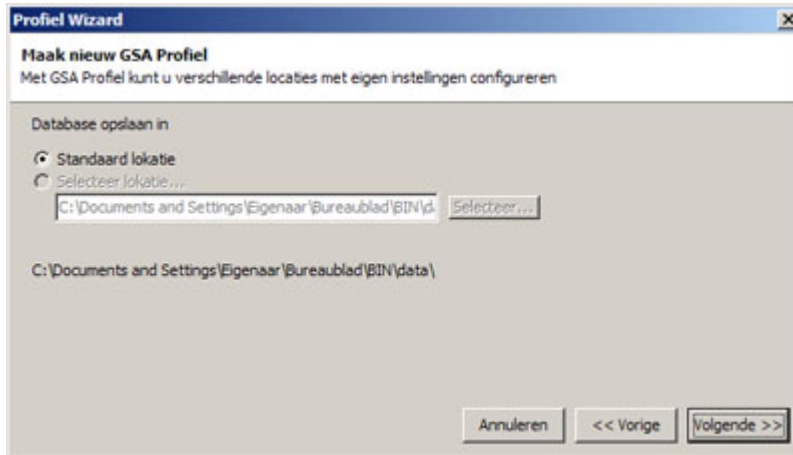 Profiel Wizard
Maak nieuw GSA Profiel
Met GSA Profiel kunt u verschillende locaties met eigen instellingen configureren
Database opslaan in
Standaard lokatie
Selecteer lokatie...
C:\Documents and Settings\Eigenaar\Bureaublad\BIN\d
Selecteer...
C:\Documents and Settings\Eigenaar\Bureaublad\BIN\data\
Annuleren
<< Vorige
Volgende >>